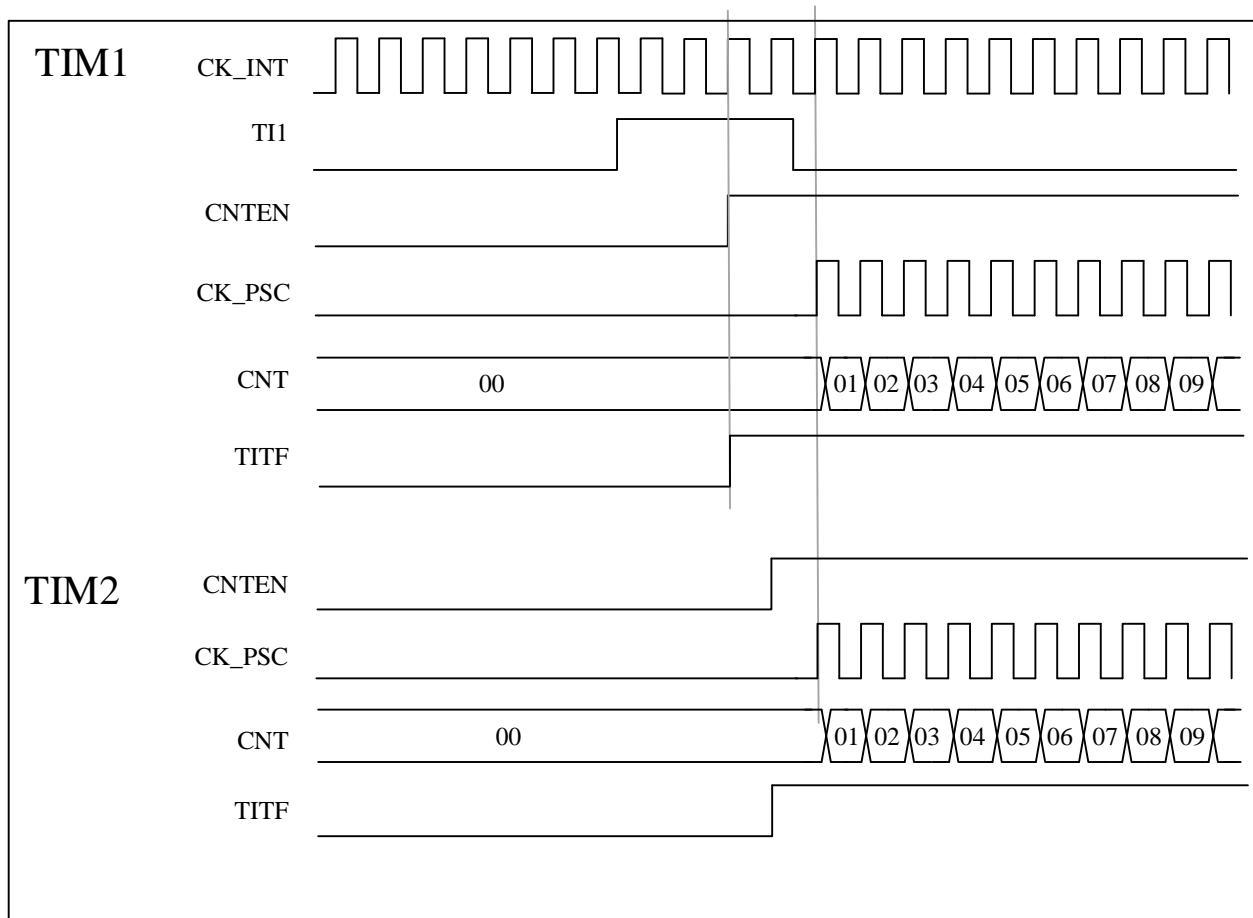 TIM1
CK_INT
TI1
CNTEN
CK_PSC
CNT 00 01 02 03 04 05 06 07 08 09
TITF
TIM2
CNTEN
CK_PSC
CNT 00 01 02 03 04 05 06 07 08 09
TITF